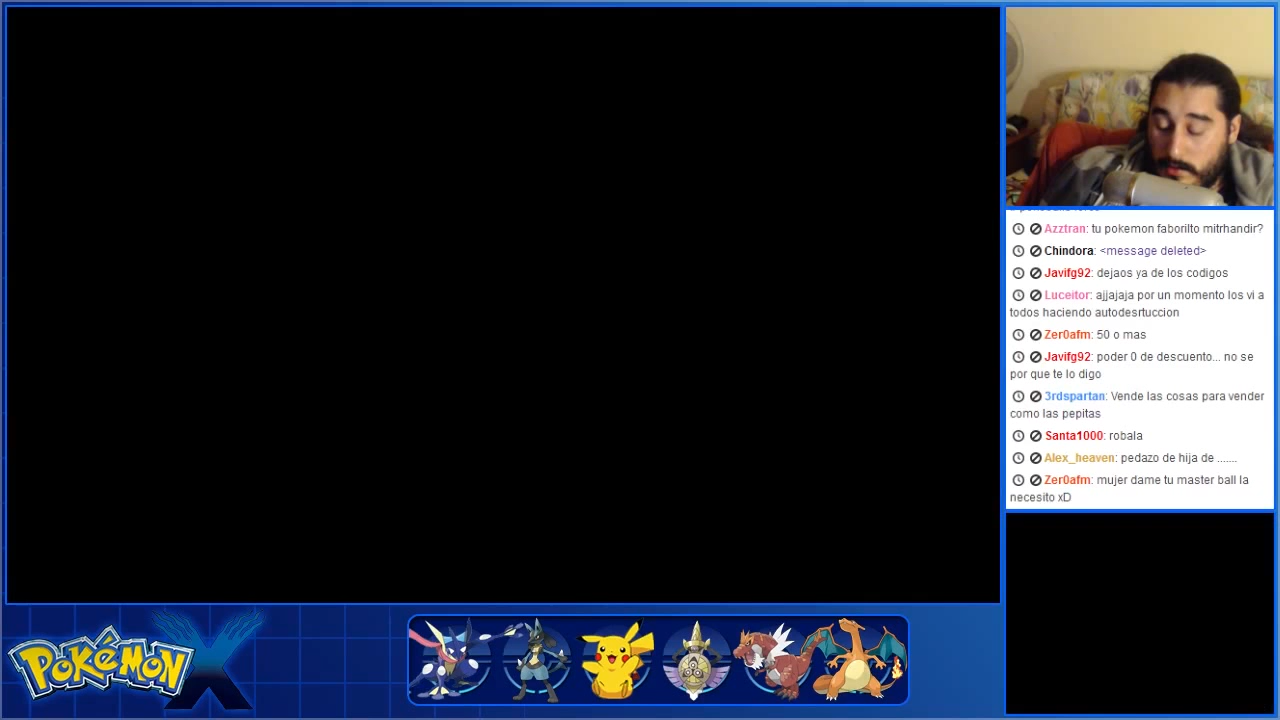 Azztran: tu pokemon faborilto mitrhandir?
Chindora: <message deleted>
Javifg92: dejaos ya de los codigos
Luceitor: ajjajaja por un momento los vi a
todos haciendo autodesrtuccion
Zer0afm: 50 o mas
Javifg92: poder 0 de descuento... no se
por que te lo digo
3rdspartan: Vende las cosas para vender
como las pepitas
Santa1000: robala
Alex_heaven: pedazo de hija de .......
Zer0afm: mujer dame tu master ball la
necesito xD
POKéMON X